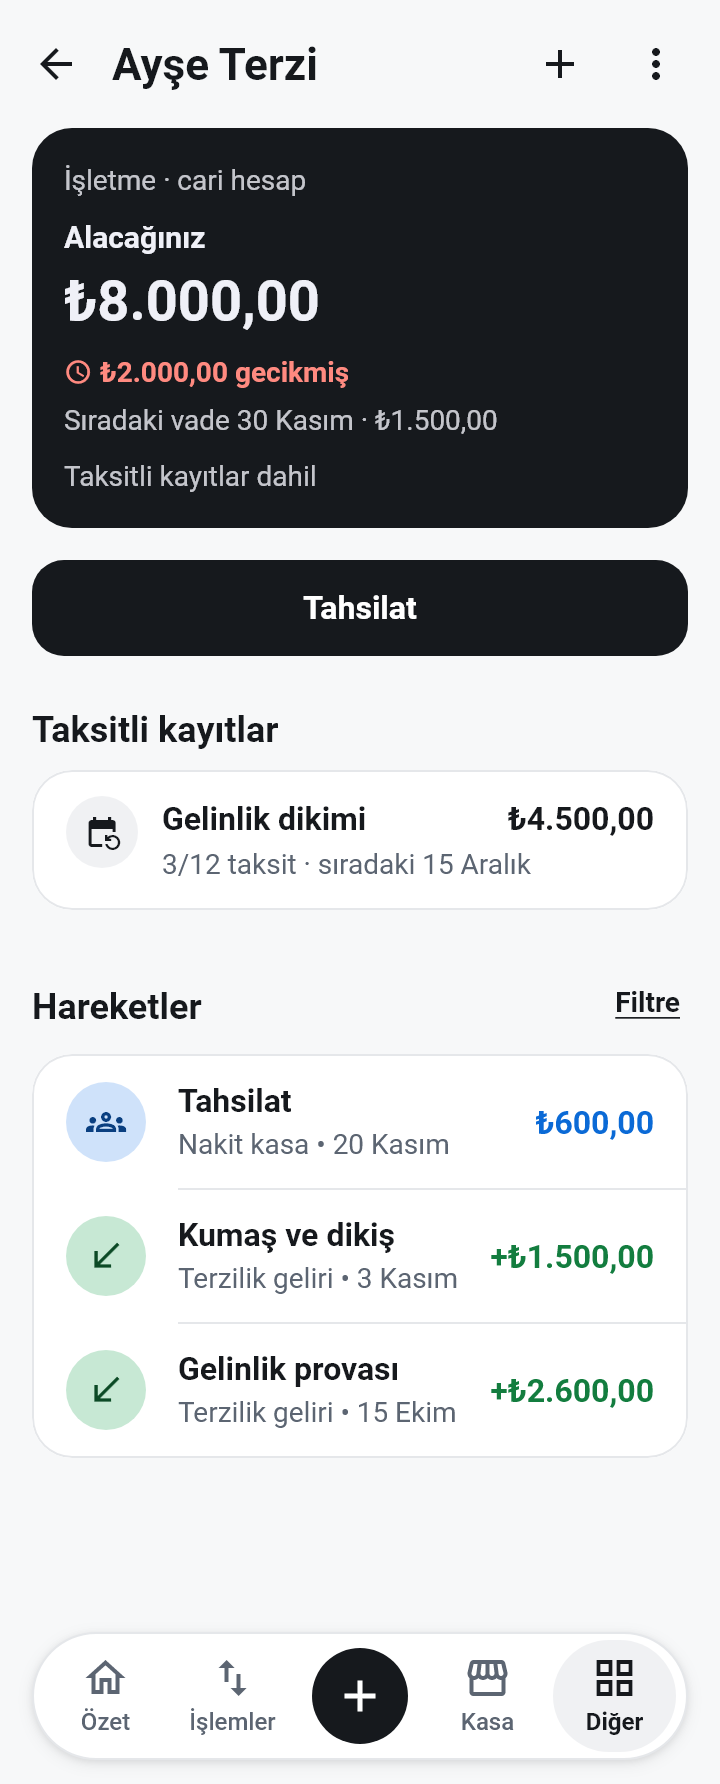 Ayşe Terzi
İşletme · cari hesap
Alacağınız
₺8.000,00
₺2.000,00 gecikmiş
Sıradaki vade 30 Kasım · ₺1.500,00
Taksitli kayıtlar dahil
Tahsilat
Taksitli kayıtlar
Gelinlik dikimi ₺4.500,00
3/12 taksit · sıradaki 15 Aralık
Hareketler Filtre
Tahsilat ₺600,00
Nakit kasa • 20 Kasım
Kumaş ve dikiş +₺1.500,00
Terzilik geliri • 3 Kasım
Gelinlik provası +₺2.600,00
Terzilik geliri • 15 Ekim
Özet İşlemler Kasa Diğer